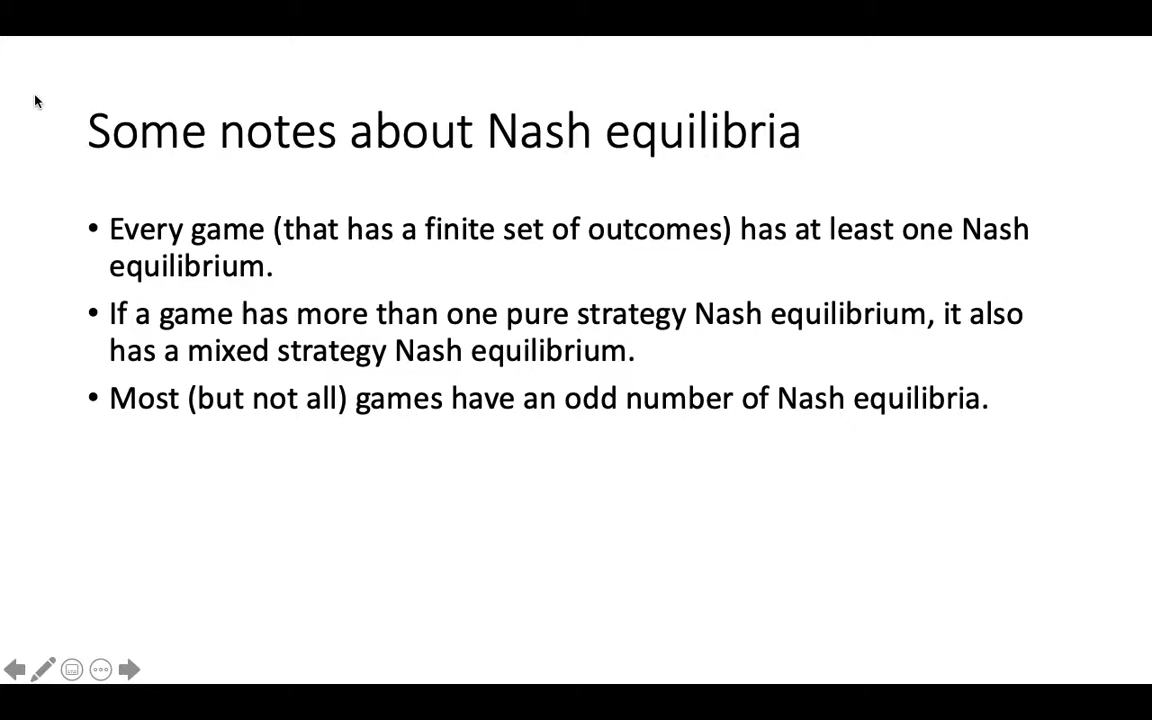 Some notes about Nash equilibria
• Every game (that has a finite set of outcomes) has at least one Nash
equilibrium.
• If a game has more than one pure strategy Nash equilibrium, it also
has a mixed strategy Nash equilibrium.
• Most (but not all) games have an odd number of Nash equilibria.